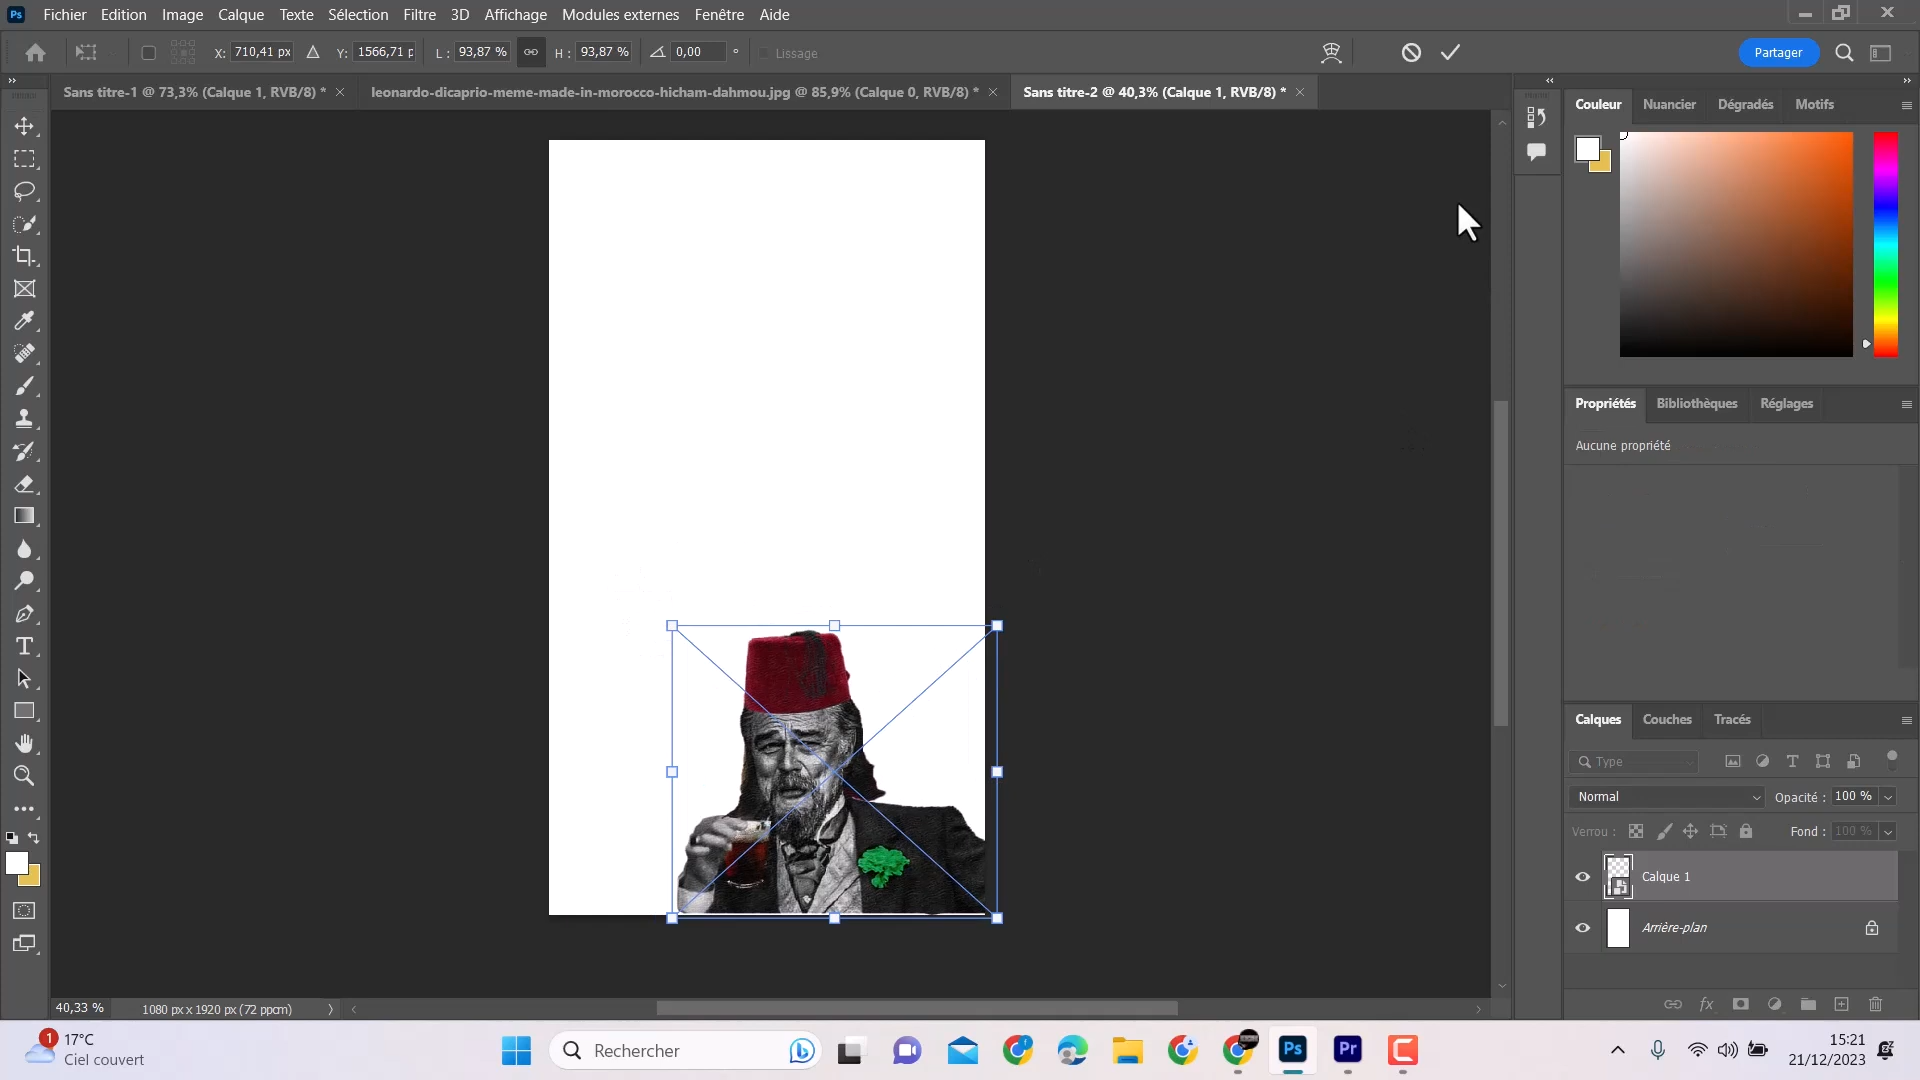 Ps Fichier Edition Image Calque Texte Sélection Filtre 3D Affichage Modules externes Fenêtre Aide
X: 710,41 px Y: 1566,71 L : 93,87 % H : 93,87 % 0,00 ° Lissage Partager
Sans titre-1 @ 73,3% (Calque 1, RVB/8) * leonardo-dicaprio-meme-made-in-morocco-hicham-dahmou.jpg @ 85,9% (Calque 0, RVB/8) * Sans titre-2 @ 40,3% (Calque 1, RVB/8) *
Couleur Nuancier Dégradés Motifs
Propriétés Bibliothèques Réglages
Aucune propriété
Calques Couches Tracés
Type
Normal Opacité : 100 %
Verrou : Fond : 100 %
Calque 1
Arrière-plan
40,33 % 1080 px x 1920 px (72 ppcm)
1 17°C
Ciel couvert
Rechercher
Ps Pr
15:21
21/12/2023